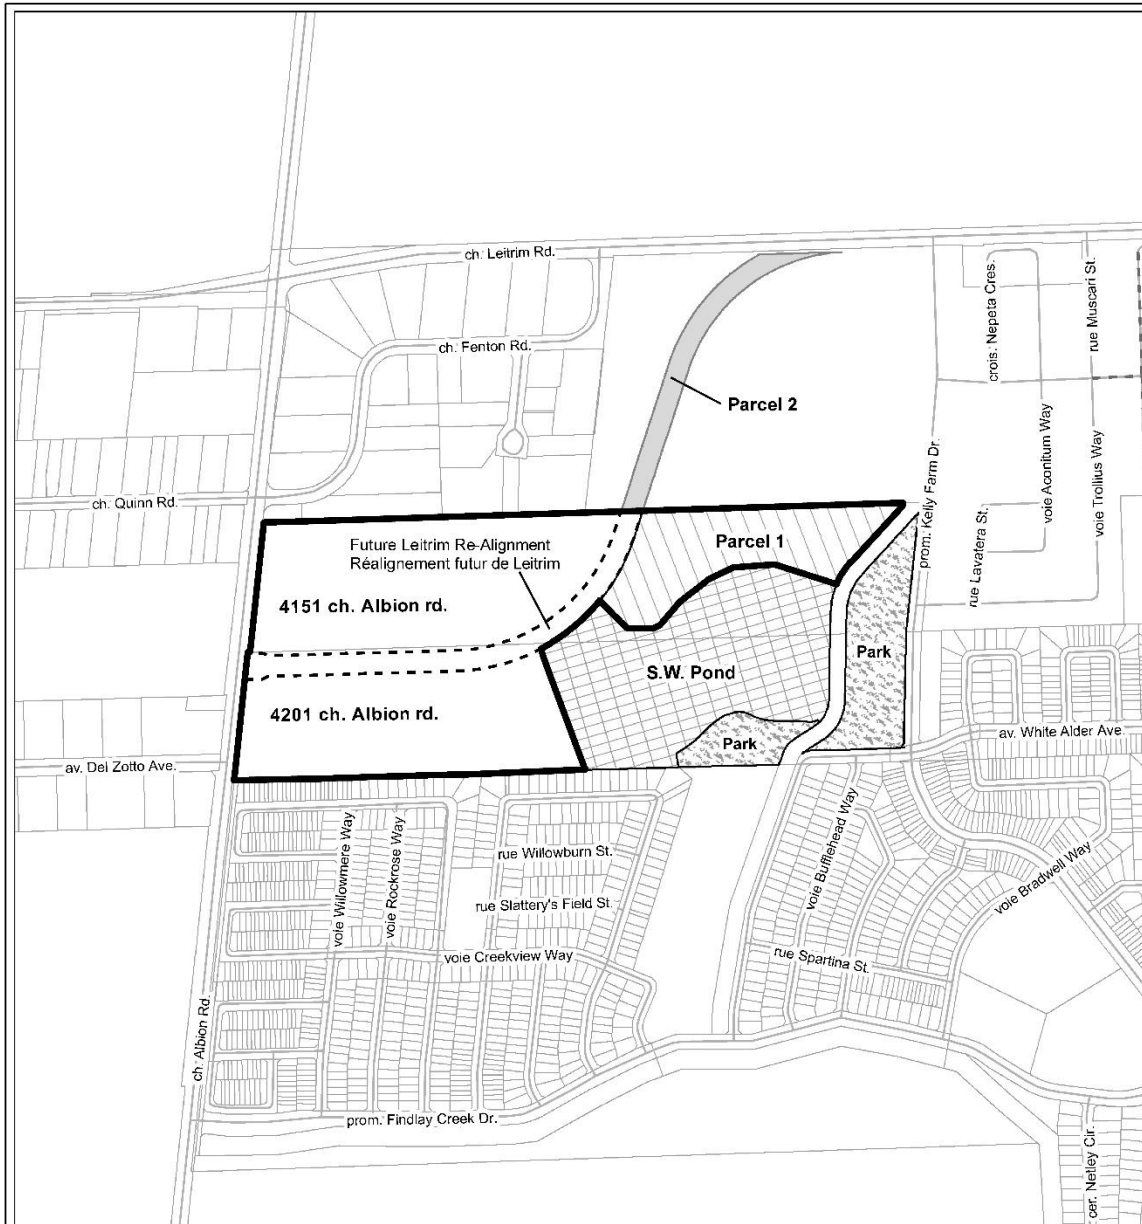 ch. Leitrim Rd.
crois. Nepeta Cres.
rue Muscari St.
ch. Fenton Rd.
Parcel 2
ch. Quinn Rd.
prom. Kelly Farm Dr.
voie Aconitum Way
voie Trollius Way
Future Leitrim Re-Alignment
Réalignement futur de Leitrim
Parcel 1
rue Lavatera St.
4151 ch. Albion rd.
Park
S.W. Pond
4201 ch. Albion rd.
Park
av. White Alder Ave.
av. Del Zotto Ave.
voie Willowmere Way
voie Rockrose Way
rue Willowburn St.
voie Bufflehead Way
voie Bradwell Way
rue Slattery's Field St.
voie Creekview Way
rue Spartina St.
ch. Albion Rd.
prom. Findlay Creek Dr.
cer. Netley Cir.